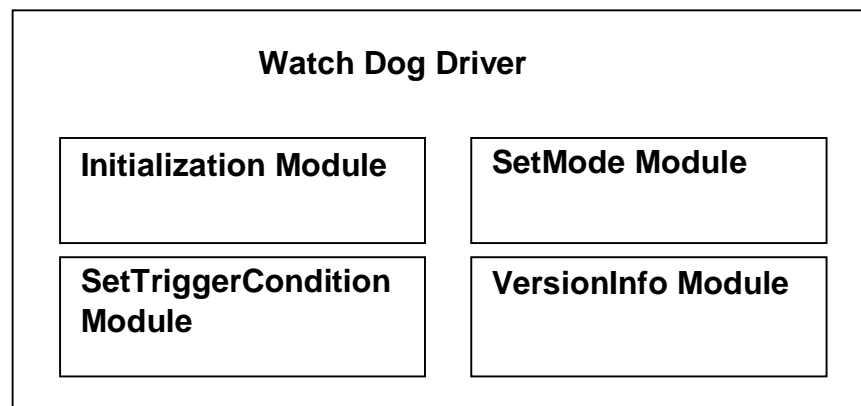 Watch Dog Driver
Initialization Module
SetMode Module
SetTriggerCondition
Module
VersionInfo Module